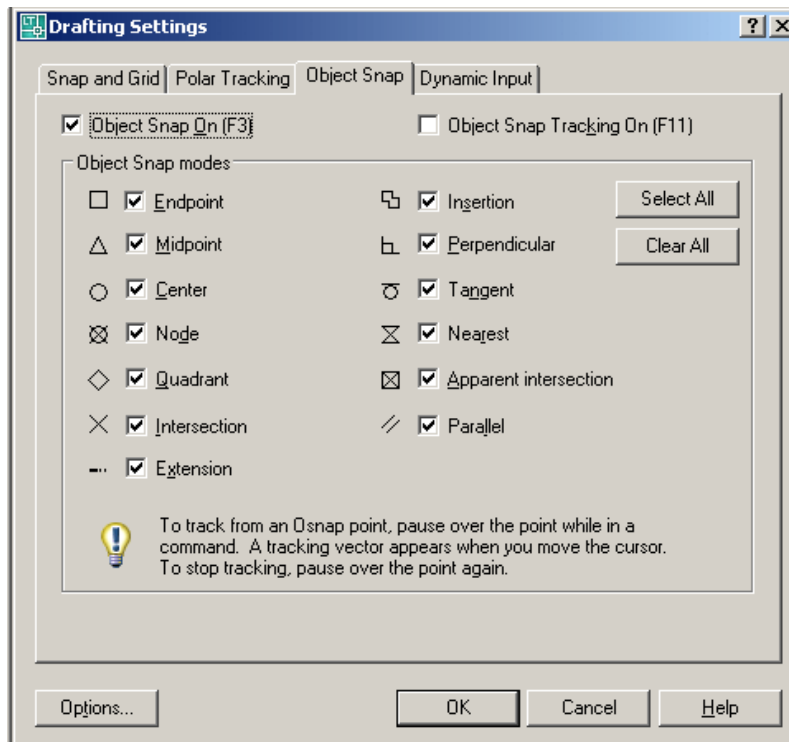 Drafting Settings
Snap and Grid Polar Tracking Object Snap Dynamic Input
Object Snap On (F3) Object Snap Tracking On (F11)
Object Snap modes
Endpoint Insertion Select All
Midpoint Perpendicular Clear All
Center Tangent
Node Nearest
Quadrant Apparent intersection
Intersection Parallel
Extension
To track from an Osnap point, pause over the point while in a
command. A tracking vector appears when you move the cursor.
To stop tracking, pause over the point again.
Options... OK Cancel Help